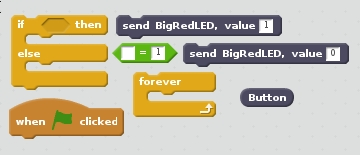 if then send BigRedLED, value 1
else = 1 send BigRedLED, value 0
forever
Button
when clicked